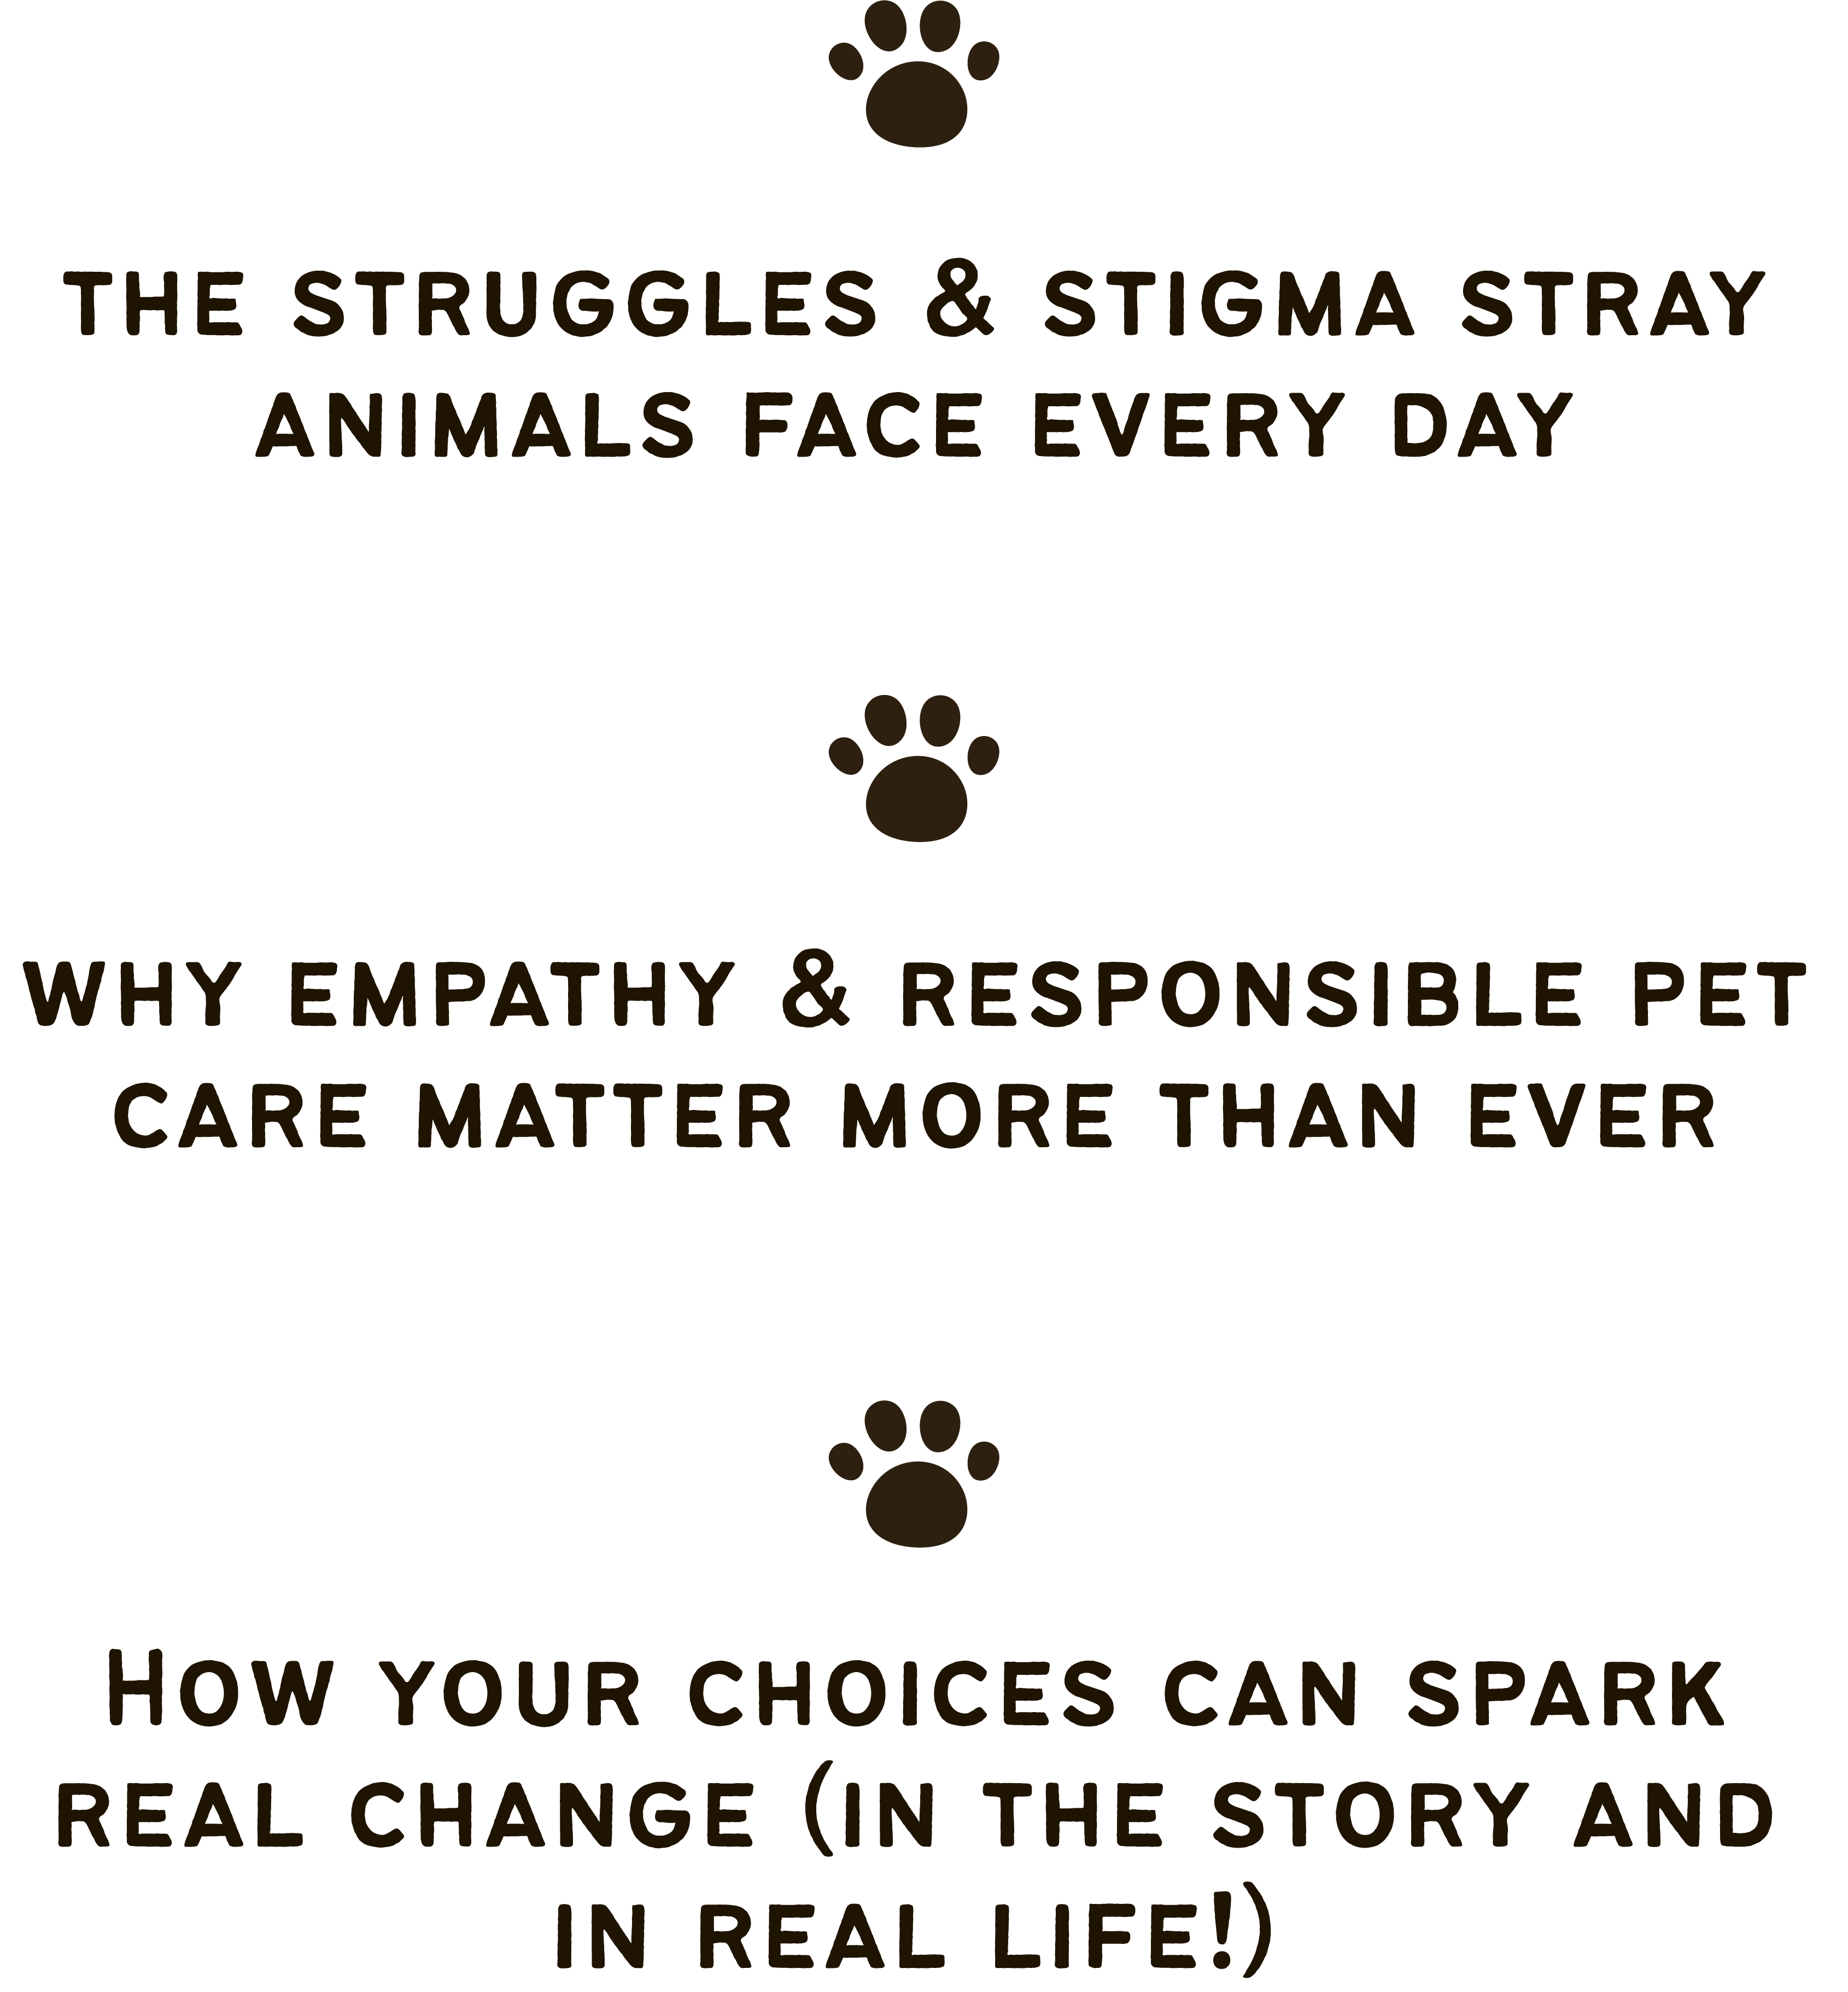 THE STRUGGLES & STIGMA STRAY
ANIMALS FACE EVERY DAY
WHY EMPATHY & RESPONSIBLE PET
CARE MATTER MORE THAN EVER
HOW YOUR CHOICES CAN SPARK
REAL CHANGE (IN THE STORY AND
IN REAL LIFE!)